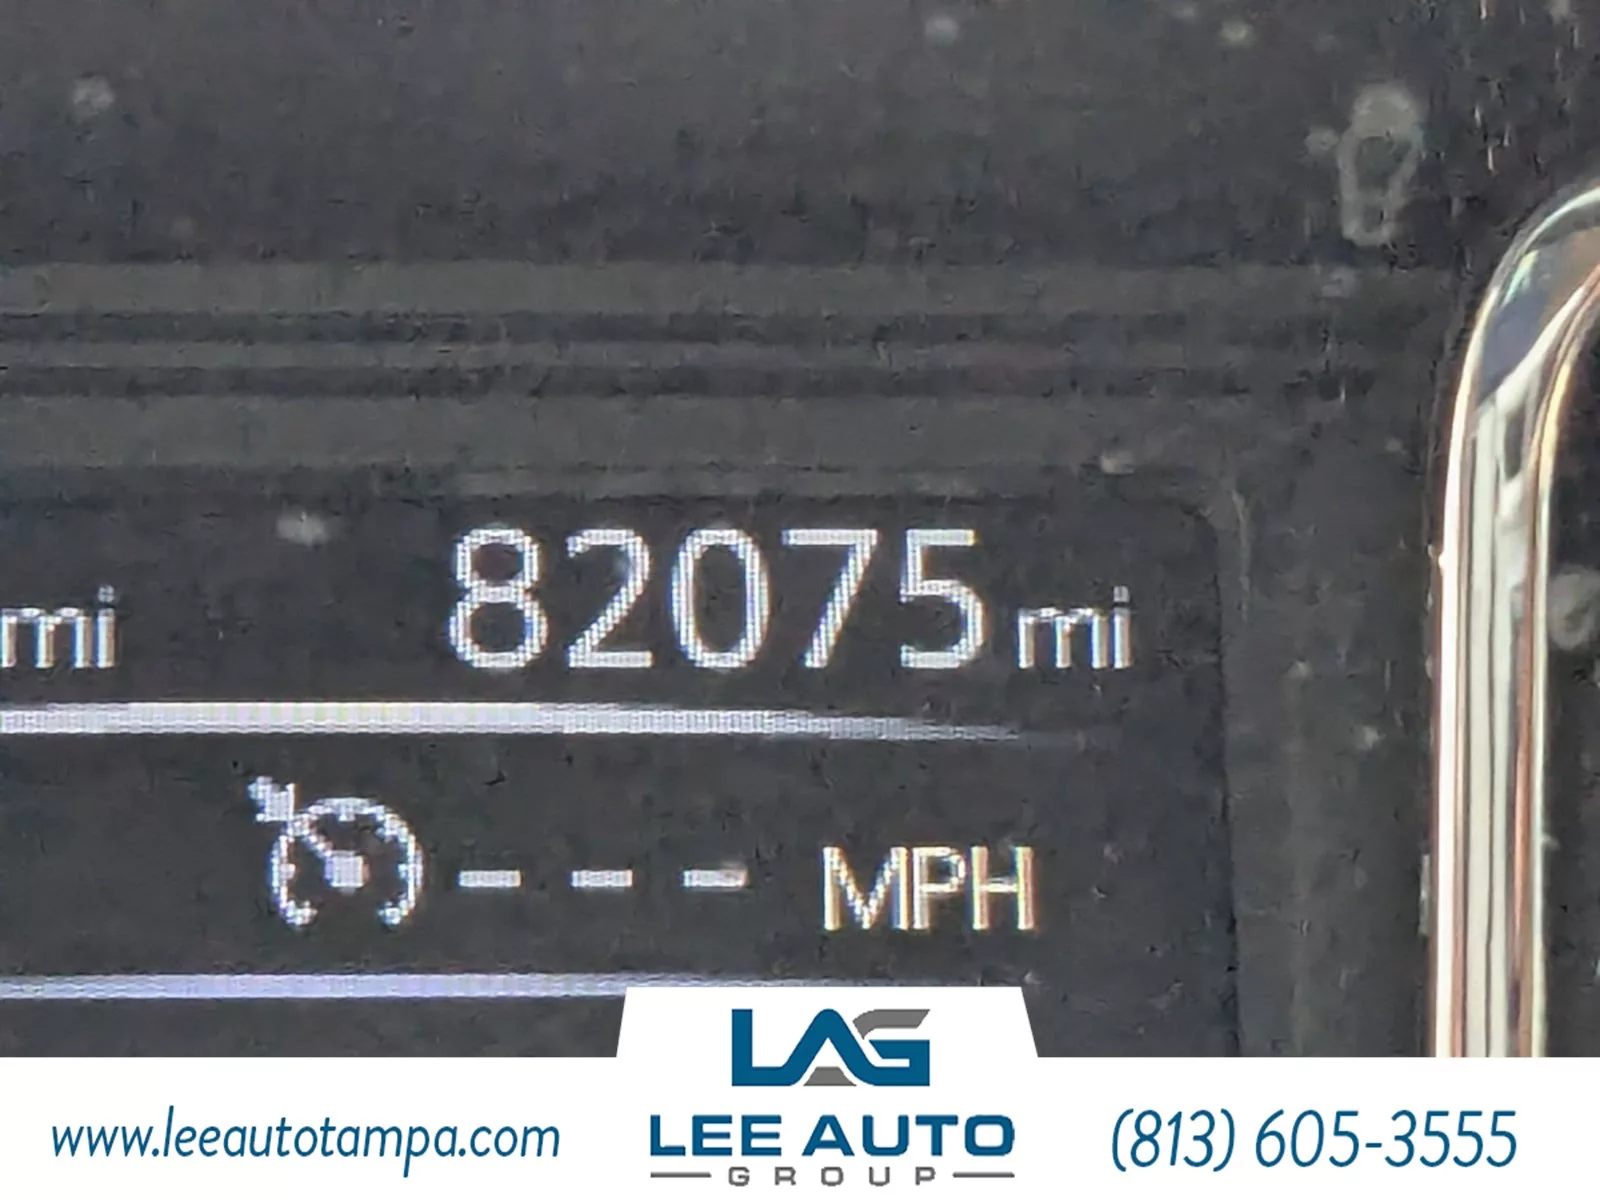 mi
82075 mi
--- MPH
LAG
www.leeautotampa.com
LEE AUTO
GROUP
(813) 605-3555